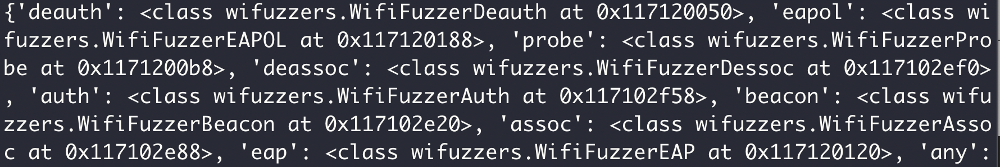 {'deauth': <class wifuzzers.WifiFuzzerDeauth at 0x117120050>, 'eapol': <class wi
fuzzers.WifiFuzzerEAPOL at 0x117120188>, 'probe': <class wifuzzers.WifiFuzzerPro
be at 0x1171200b8>, 'deassoc': <class wifuzzers.WifiFuzzerDessoc at 0x117102ef0>
, 'auth': <class wifuzzers.WifiFuzzerAuth at 0x117102f58>, 'beacon': <class wifu
zzers.WifiFuzzerBeacon at 0x117102e20>, 'assoc': <class wifuzzers.WifiFuzzerAsso
c at 0x117102e88>, 'eap': <class wifuzzers.WifiFuzzerEAP at 0x117120120>, 'any':